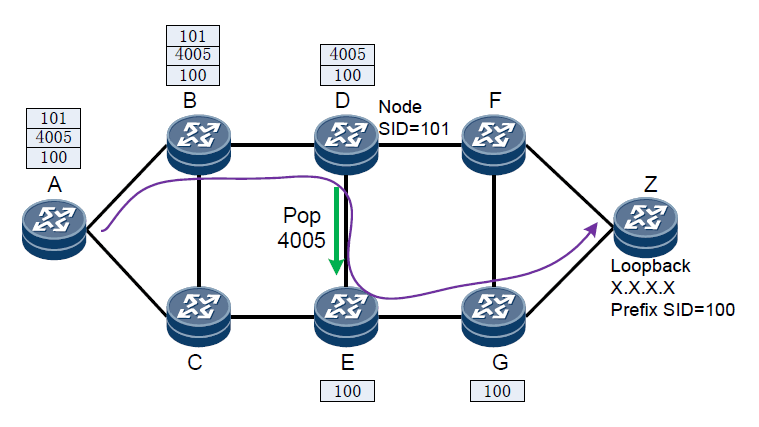 101
4005
100
B
4005
100
D
Node
SID=101
F
101
4005
100
A
Pop
4005
Z
Loopback
X.X.X.X
Prefix SID=100
C
E
G
100
100